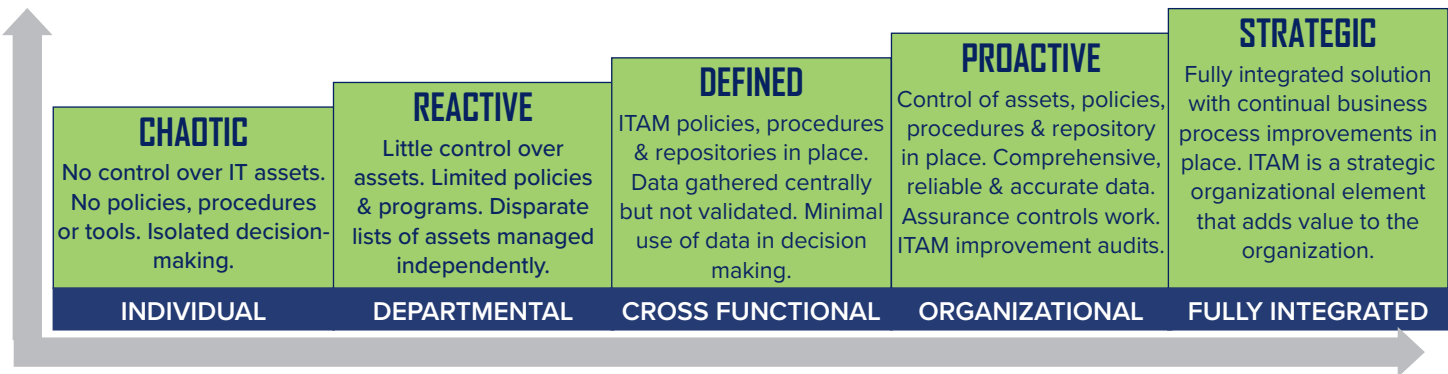 CHAOTIC
No control over IT assets.
No policies, procedures
or tools. Isolated decision-
making.
INDIVIDUAL
REACTIVE
Little control over
assets. Limited policies
& programs. Disparate
lists of assets managed
independently.
DEPARTMENTAL
DEFINED
ITAM policies, procedures
& repositories in place.
Data gathered centrally
but not validated. Minimal
use of data in decision
making.
CROSS FUNCTIONAL
PROACTIVE
Control of assets, policies,
procedures & repository
in place. Comprehensive,
reliable & accurate data.
Assurance controls work.
ITAM improvement audits.
ORGANIZATIONAL
STRATEGIC
Fully integrated solution
with continual business
process improvements in
place. ITAM is a strategic
organizational element
that adds value to the
organization.
FULLY INTEGRATED